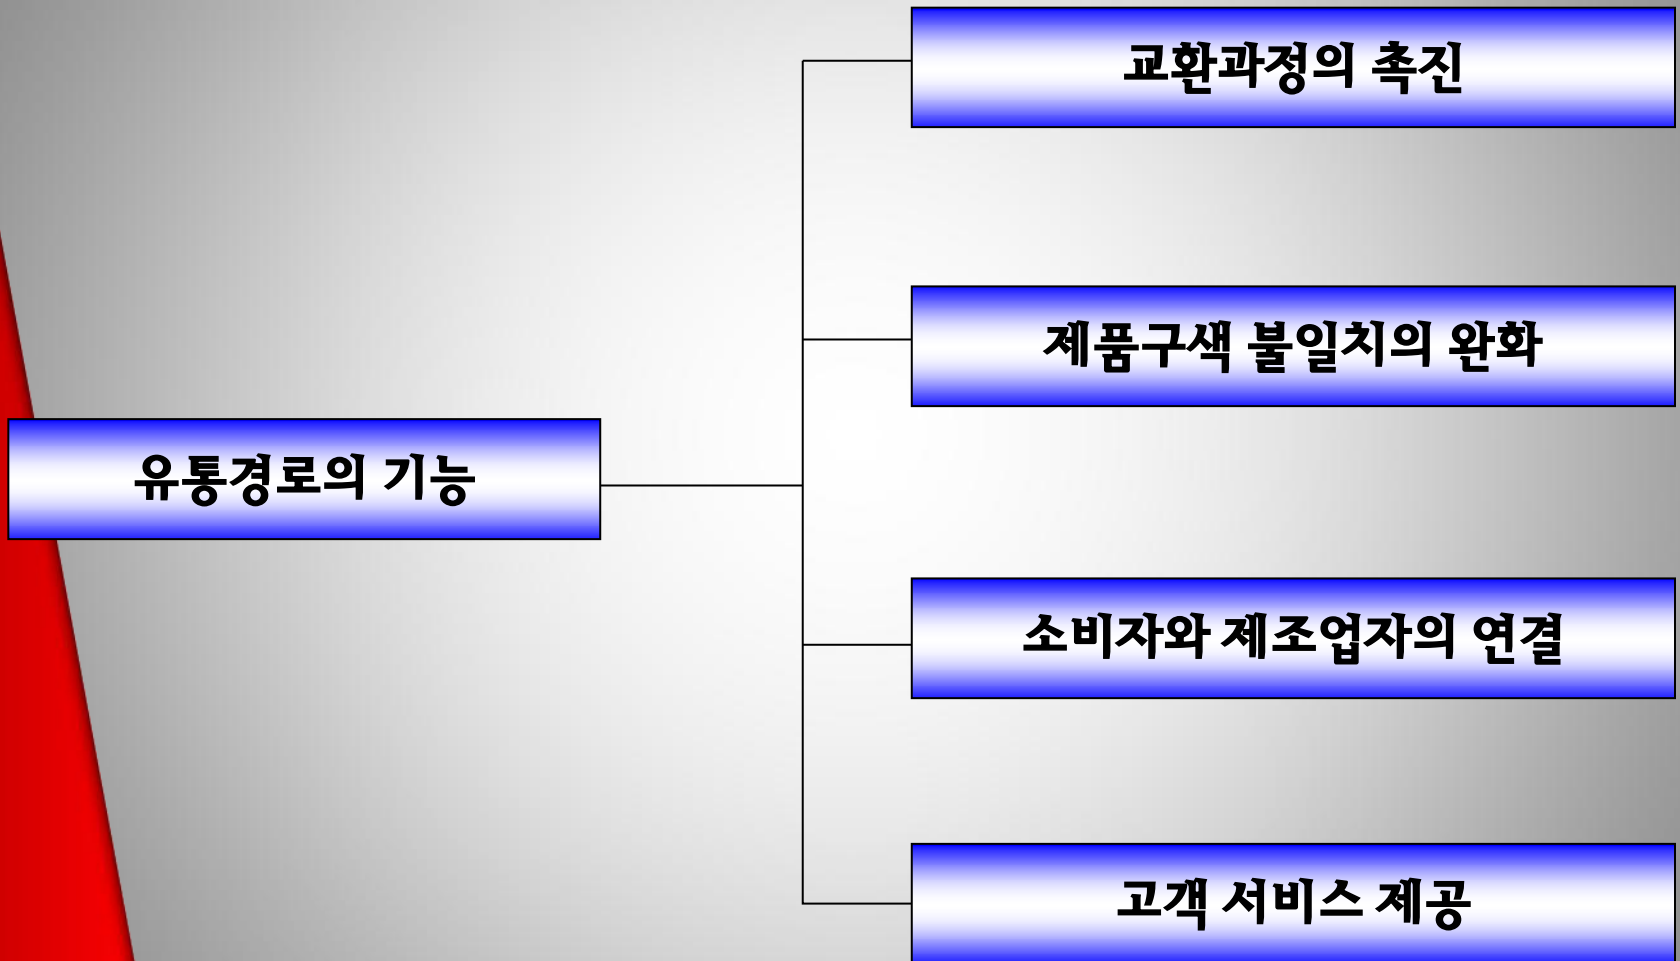 교환과정의 촉진
제품구색 불일치의 완화
유통경로의 기능
소비자와 제조업자의 연결
고객 서비스 제공